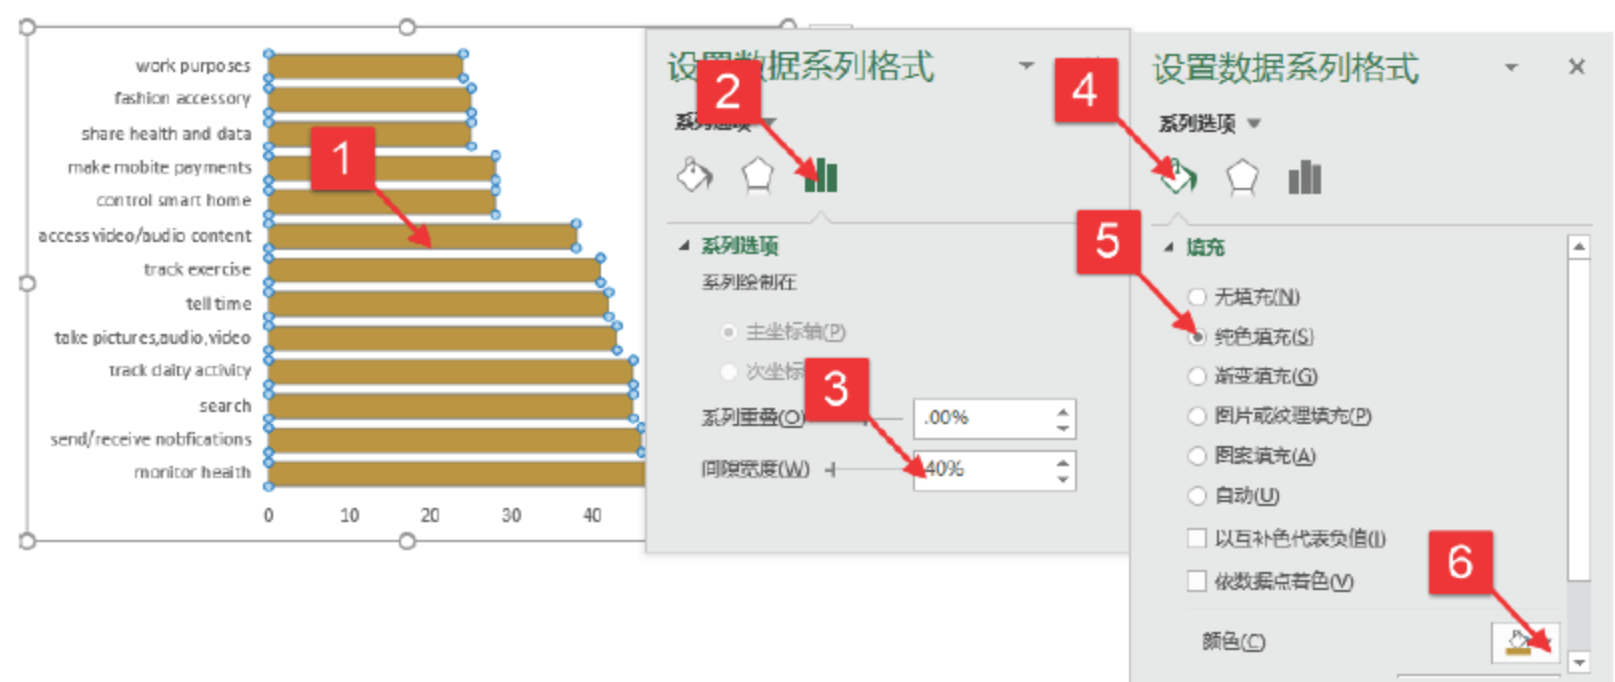 work purposes
fashion accessory
share health and data
make mobite payments
control smart home
access video/audio content
track exercise
tell time
take pictures,audio,video
track daity activity
search
send/receive nobfications
monitor health
0 10 20 30 40
1
设置数据系列格式
2
系列选项
系列选项
系列绘制在
主坐标轴(P)
次坐标
3
系列重叠(O) .00%
间隙宽度(W) 40%
设置数据系列格式
4
系列选项
5
填充
无填充(N)
纯色填充(S)
渐变填充(G)
图片或纹理填充(P)
图案填充(A)
自动(U)
以互补色代表负值(I)
依数据点着色(V)
6
颜色(C)